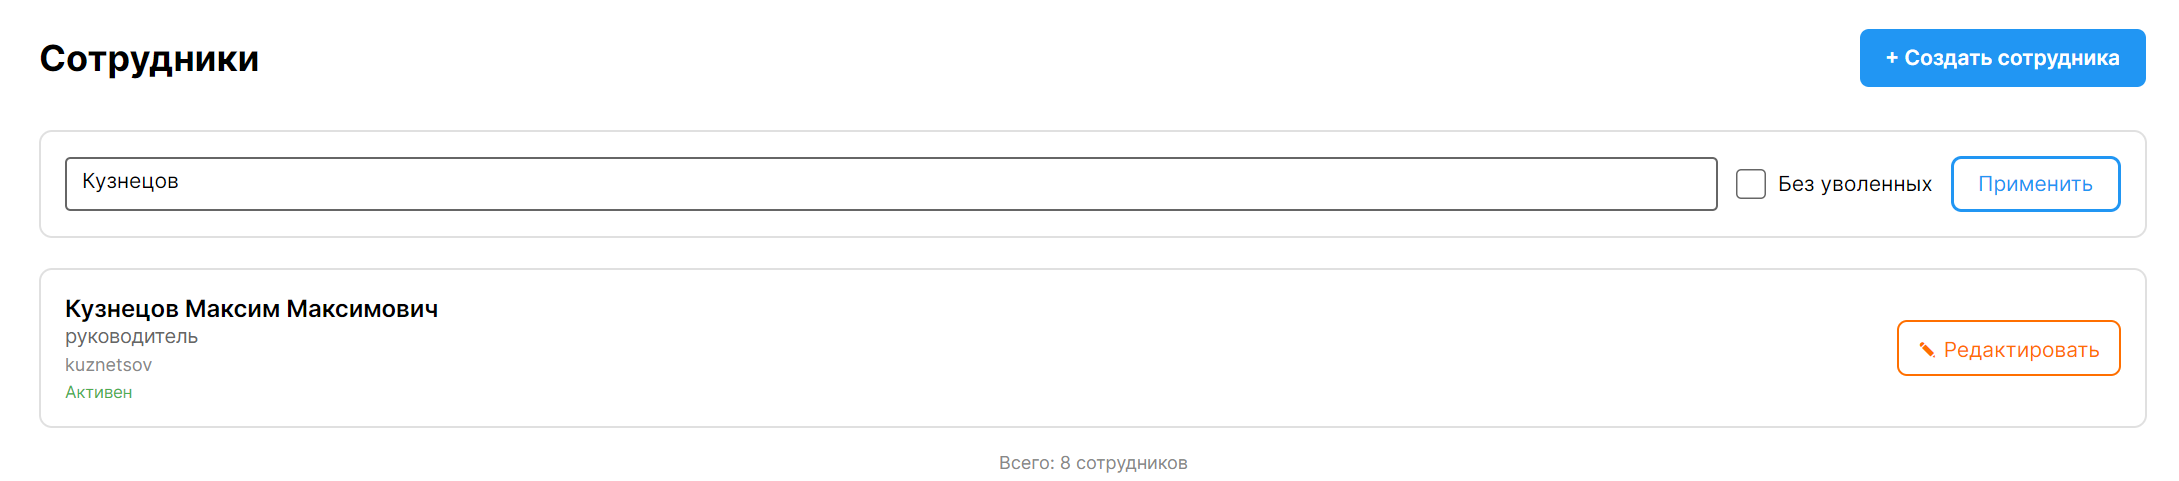 Сотрудники
+ Создать сотрудника
Кузнецов
Без уволенных
Применить
Кузнецов Максим Максимович
руководитель
kuznetsov
Активен
Редактировать
Всего: 8 сотрудников